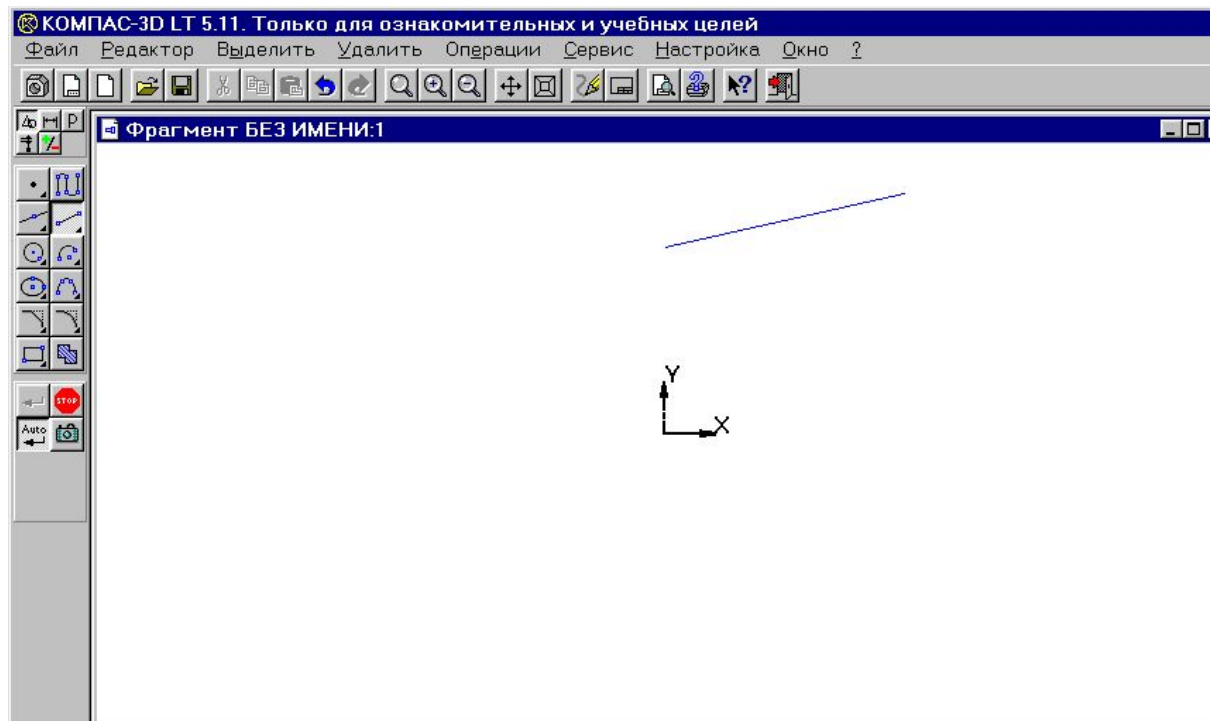 КОМПАС-3D LT 5.11. Только для ознакомительных и учебных целей
Файл Редактор Выделить Удалить Операции Сервис Настройка Окно ?
Р
Фрагмент БЕЗ ИМЕНИ:1
STOP
Auto
Y
X